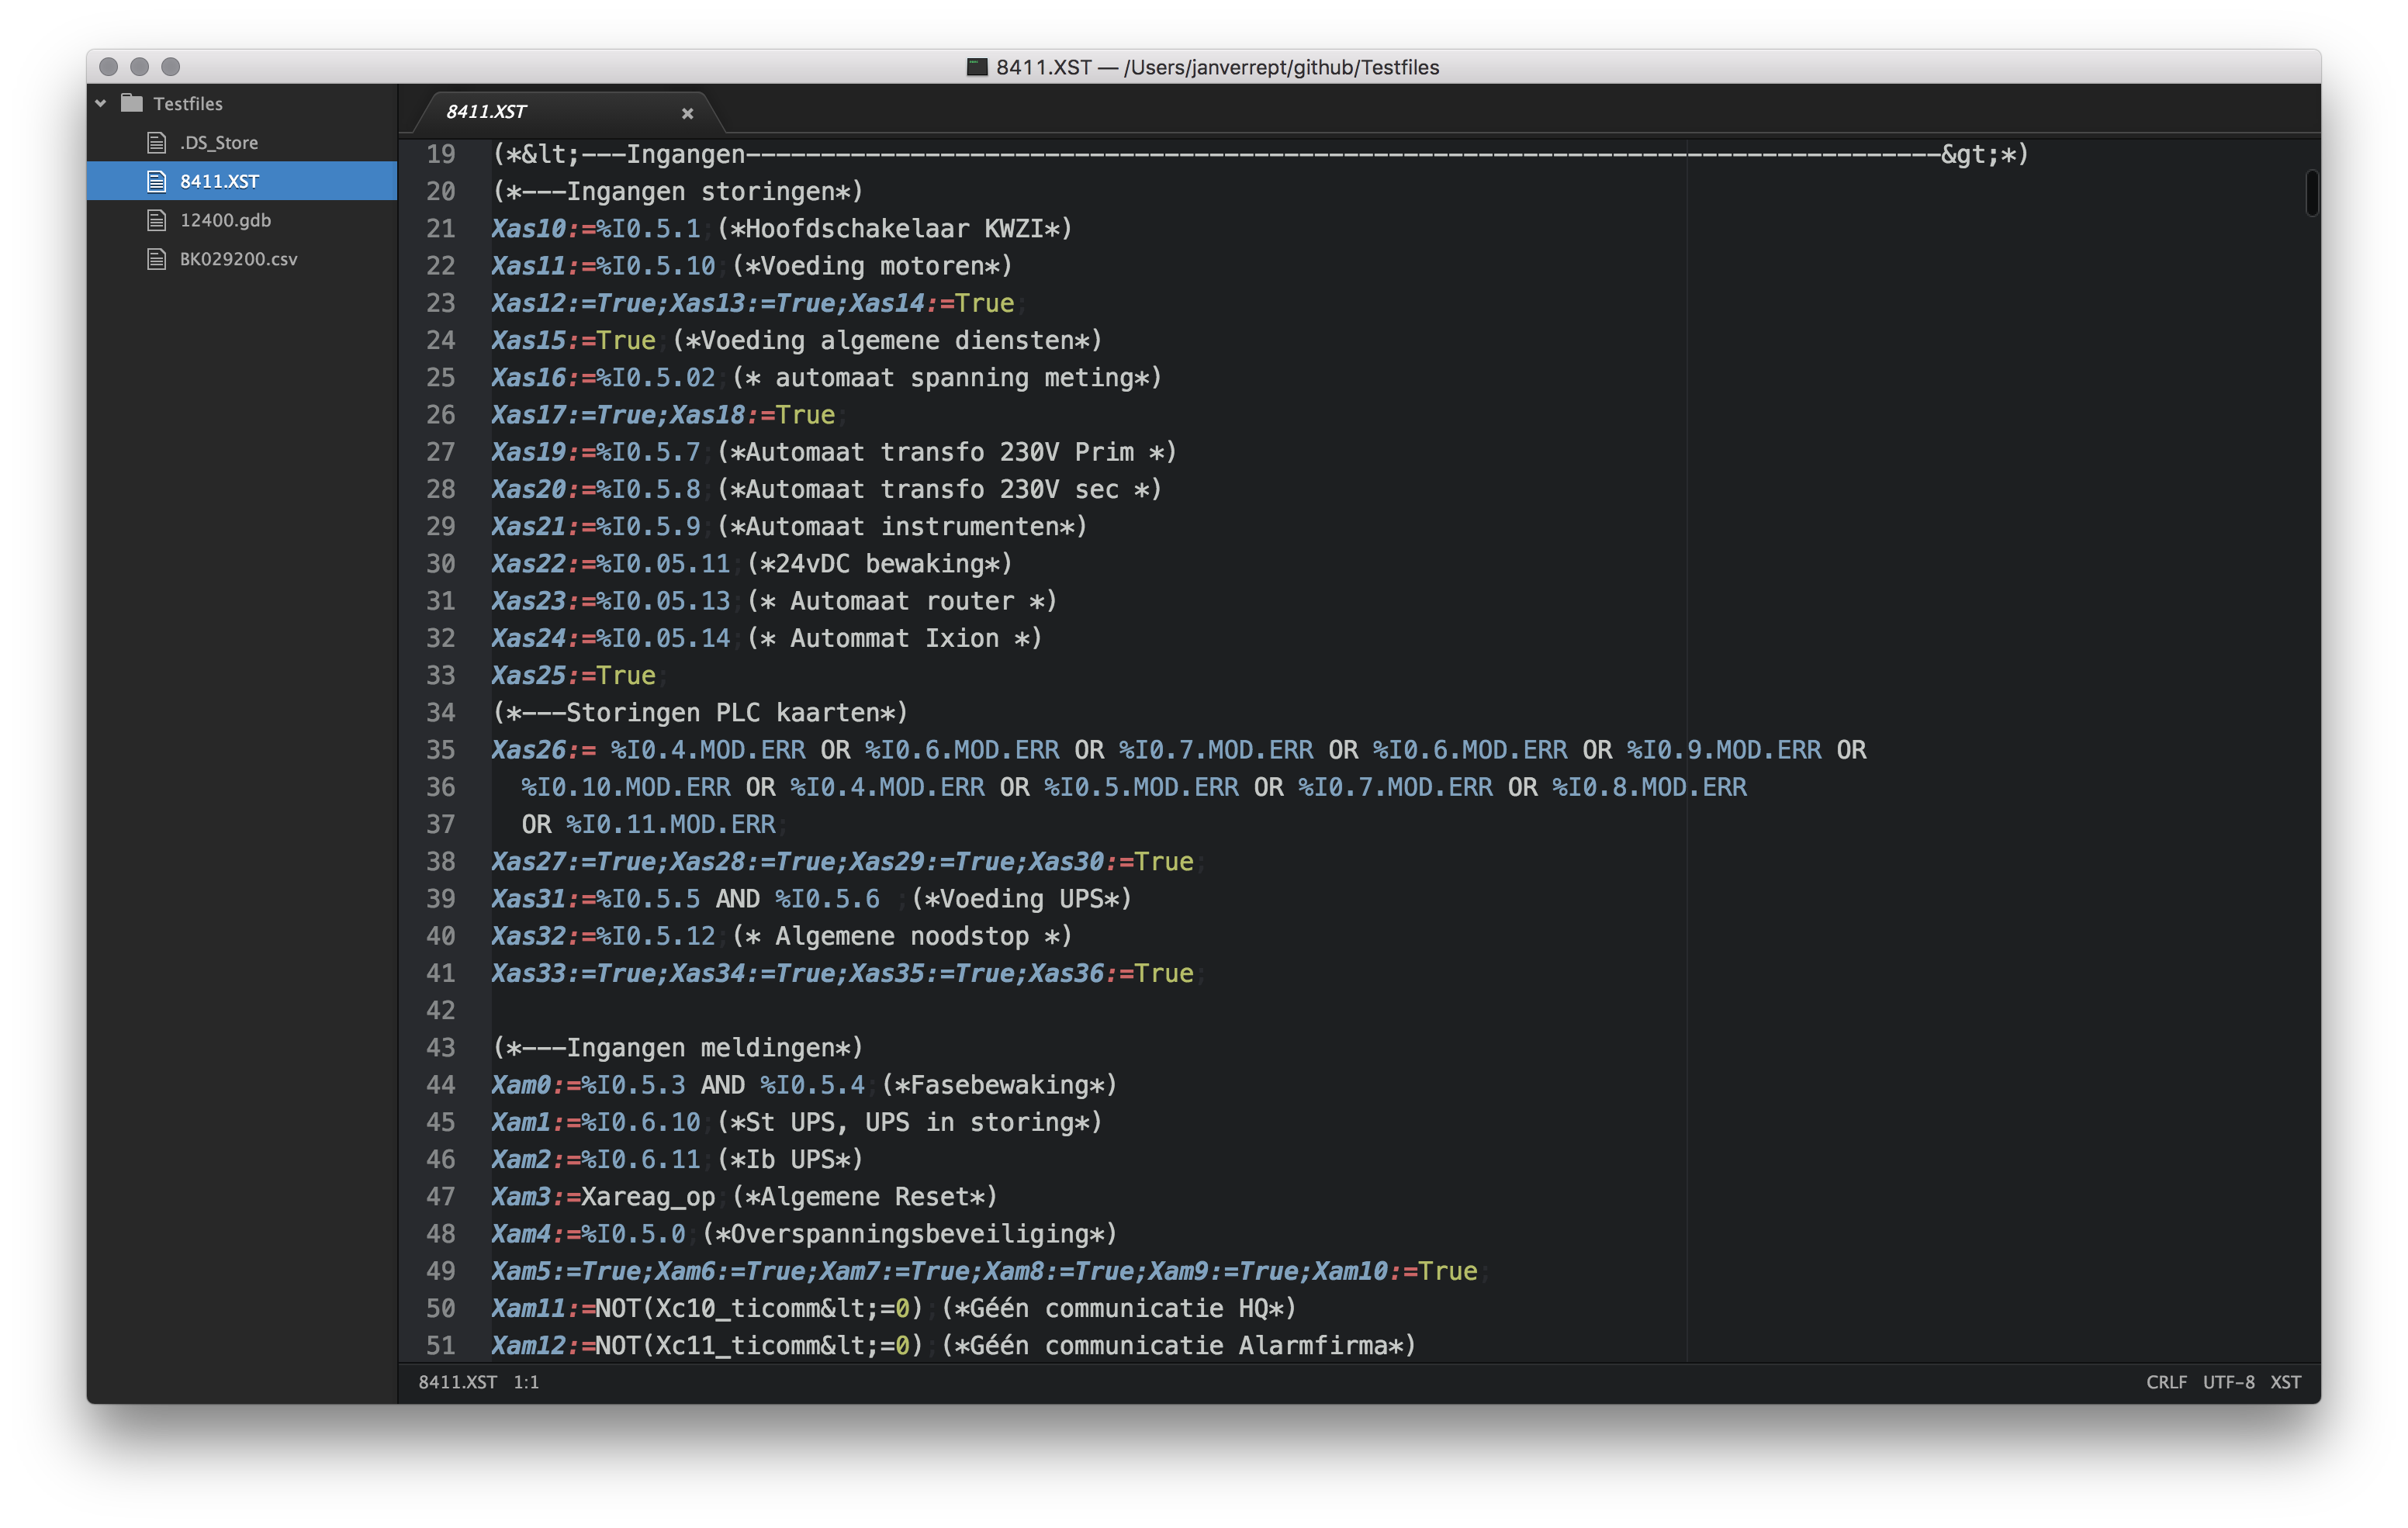 8411.XST — /Users/janverrept/github/Testfiles
Testfiles
.DS_Store
8411.XST
12400.gdb
BK029200.csv
8411.XST
19 (*&lt;---Ingangen--------------------------------------------------------------------------------&gt;*)
20 (*---Ingangen storingen*)
21 Xas10:=%I0.5.1;(*Hoofdschakelaar KWZI*)
22 Xas11:=%I0.5.10;(*Voeding motoren*)
23 Xas12:=True;Xas13:=True;Xas14:=True;
24 Xas15:=True;(*Voeding algemene diensten*)
25 Xas16:=%I0.5.02;(* automaat spanning meting*)
26 Xas17:=True;Xas18:=True;
27 Xas19:=%I0.5.7;(*Automaat transfo 230V Prim *)
28 Xas20:=%I0.5.8;(*Automaat transfo 230V sec *)
29 Xas21:=%I0.5.9;(*Automaat instrumenten*)
30 Xas22:=%I0.05.11;(*24vDC bewaking*)
31 Xas23:=%I0.05.13;(* Automaat router *)
32 Xas24:=%I0.05.14;(* Autommat Ixion *)
33 Xas25:=True;
34 (*---Storingen PLC kaarten*)
35 Xas26:= %I0.4.MOD.ERR OR %I0.6.MOD.ERR OR %I0.7.MOD.ERR OR %I0.6.MOD.ERR OR %I0.9.MOD.ERR OR
36 %I0.10.MOD.ERR OR %I0.4.MOD.ERR OR %I0.5.MOD.ERR OR %I0.7.MOD.ERR OR %I0.8.MOD.ERR
37 OR %I0.11.MOD.ERR;
38 Xas27:=True;Xas28:=True;Xas29:=True;Xas30:=True;
39 Xas31:=%I0.5.5 AND %I0.5.6 ;(*Voeding UPS*)
40 Xas32:=%I0.5.12;(* Algemene noodstop *)
41 Xas33:=True;Xas34:=True;Xas35:=True;Xas36:=True;
42
43 (*---Ingangen meldingen*)
44 Xam0:=%I0.5.3 AND %I0.5.4;(*Fasebewaking*)
45 Xam1:=%I0.6.10;(*St UPS, UPS in storing*)
46 Xam2:=%I0.6.11;(*Ib UPS*)
47 Xam3:=Xareag_op;(*Algemene Reset*)
48 Xam4:=%I0.5.0;(*Overspanningsbeveiliging*)
49 Xam5:=True;Xam6:=True;Xam7:=True;Xam8:=True;Xam9:=True;Xam10:=True;
50 Xam11:=NOT(Xc10_ticomm&lt;=0);(*Géén communicatie HQ*)
51 Xam12:=NOT(Xc11_ticomm&lt;=0);(*Géén communicatie Alarmfirma*)
8411.XST 1:1 CRLF UTF-8 XST